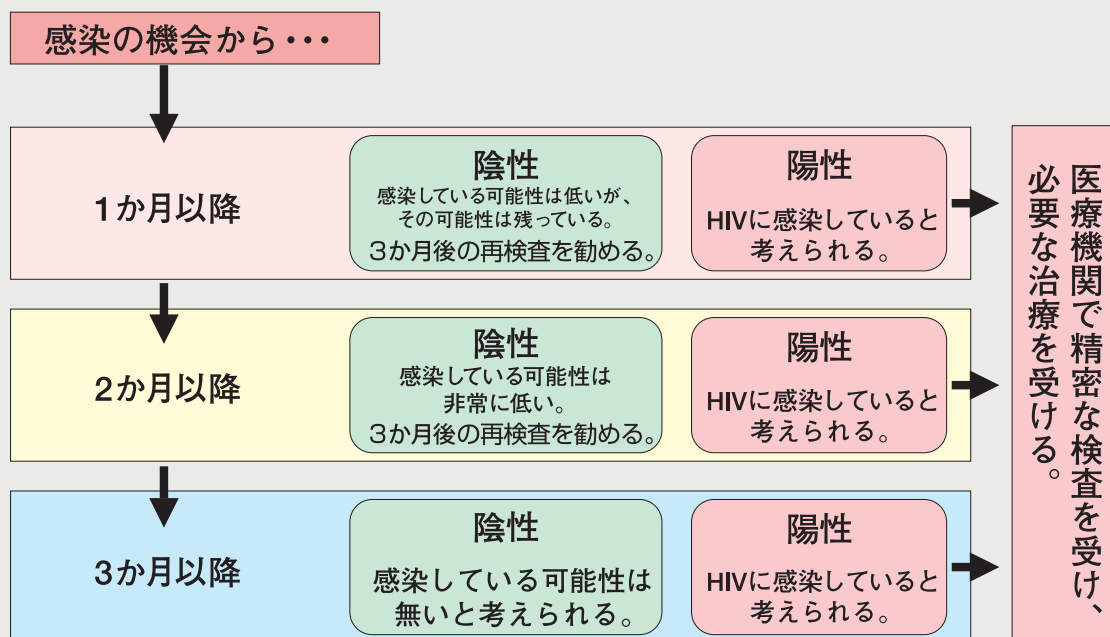 感染の機会から・・・
1か月以降
陰性
感染している可能性は低いが、
その可能性は残っている。
3か月後の再検査を勧める。
陽性
HIVに感染していると
考えられる。
2か月以降
陰性
感染している可能性は
非常に低い。
3か月後の再検査を勧める。
陽性
HIVに感染していると
考えられる。
3か月以降
陰性
感染している可能性は
無いと考えられる。
陽性
HIVに感染していると
考えられる。
医療機関で精密な検査を受け、
必要な治療を受ける。